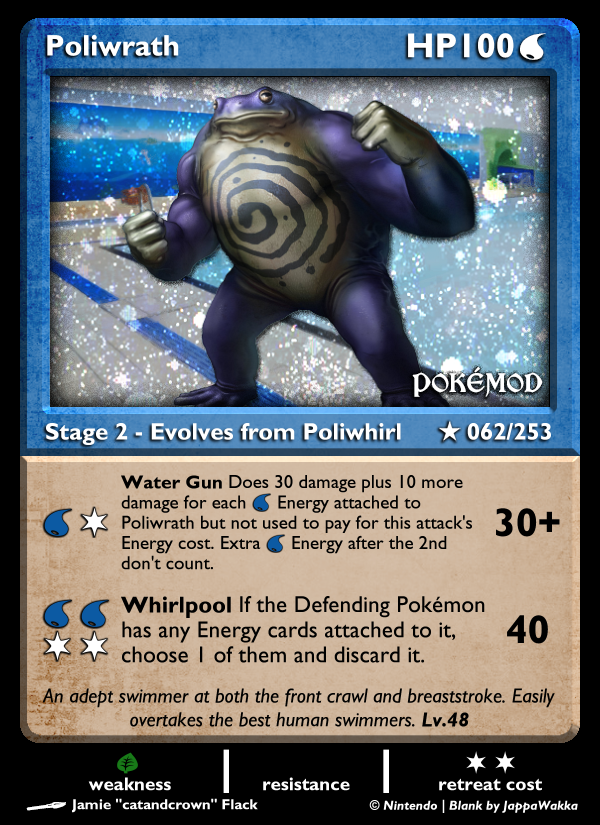 Poliwrath HP100
POKÉMOD
Stage 2 - Evolves from Poliwhirl ★ 062/253
Water Gun Does 30 damage plus 10 more
damage for each Energy attached to
Poliwrath but not used to pay for this attack's
Energy cost. Extra Energy after the 2nd
don't count.
30+
Whirlpool If the Defending Pokémon
has any Energy cards attached to it,
choose 1 of them and discard it.
40
An adept swimmer at both the front crawl and breaststroke. Easily
overtakes the best human swimmers. Lv.48
weakness resistance retreat cost
Jamie "catandcrown" Flack © Nintendo | Blank by JappaWakka